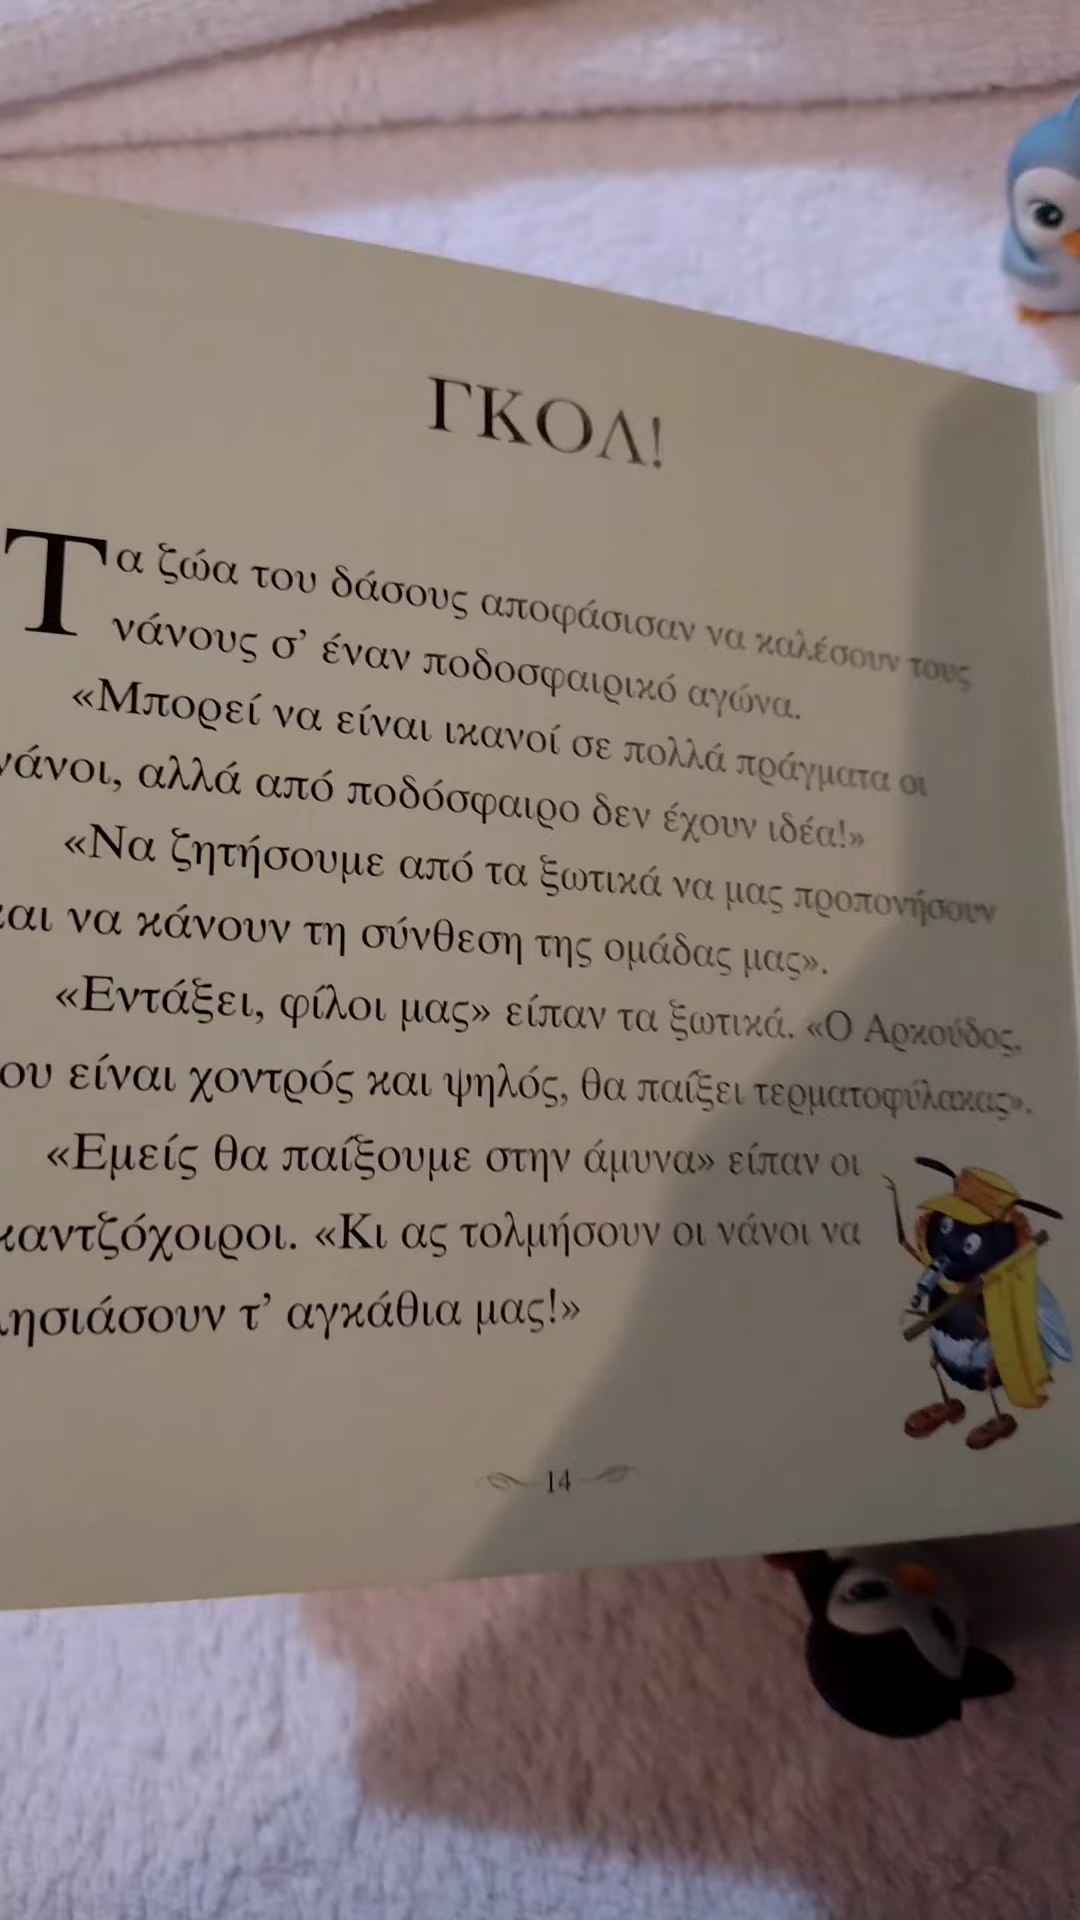 ΓΚΟΛ!
Τα ζώα του δάσους αποφάσισαν να καλέσουν τους
νάνους σ’ έναν ποδοσφαιρικό αγώνα.
«Μπορεί να είναι ικανοί σε πολλά πράγματα οι
νάνοι, αλλά από ποδόσφαιρο δεν έχουν ιδέα!»
«Να ζητήσουμε από τα ξωτικά να μας προπονήσουν
και να κάνουν τη σύνθεση της ομάδας μας».
«Εντάξει, φίλοι μας» είπαν τα ξωτικά. «Ο Αρκούδος,
ου είναι χοντρός και ψηλός, θα παίξει τερματοφύλακας».
«Εμείς θα παίξουμε στην άμυνα» είπαν οι
καντζόχοιροι. «Κι ας τολμήσουν οι νάνοι να
λησιάσουν τ’ αγκάθια μας!»
14